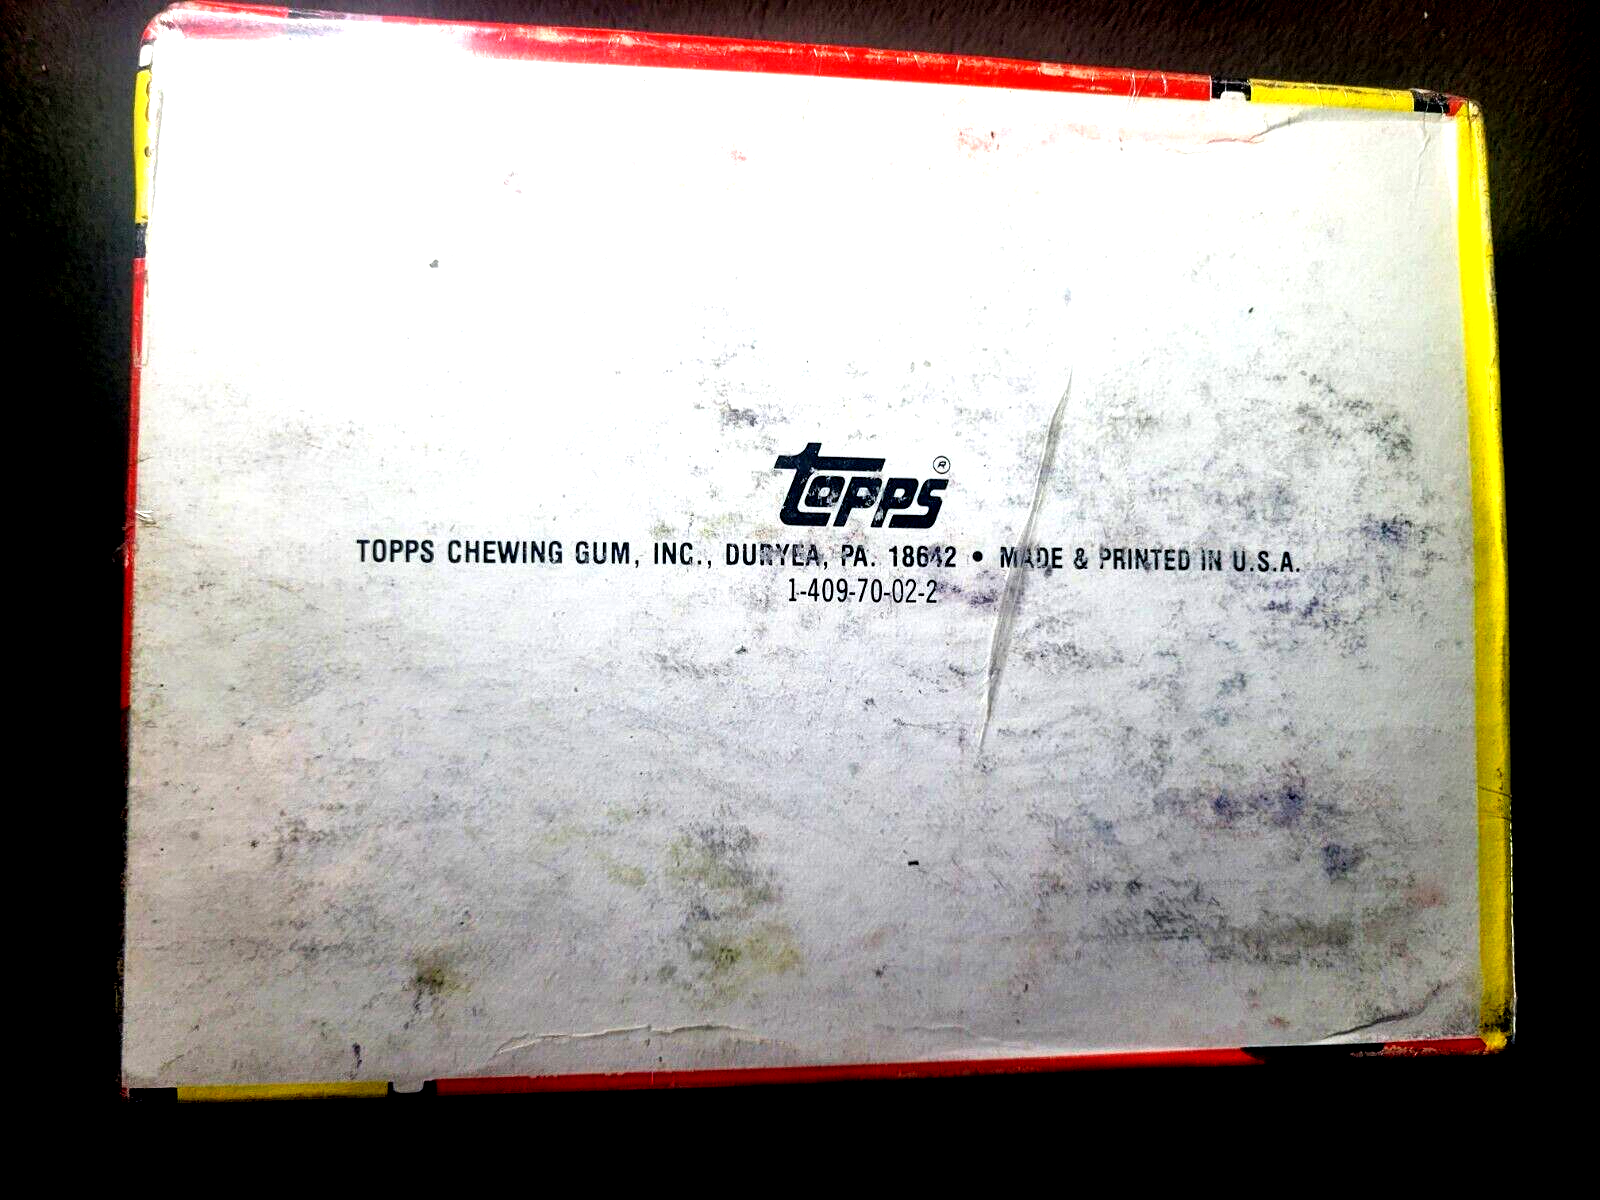 topps ®
TOPPS CHEWING GUM, INC., DURYEA, PA. 18642 • MADE & PRINTED IN U.S.A.
1-409-70-02-2